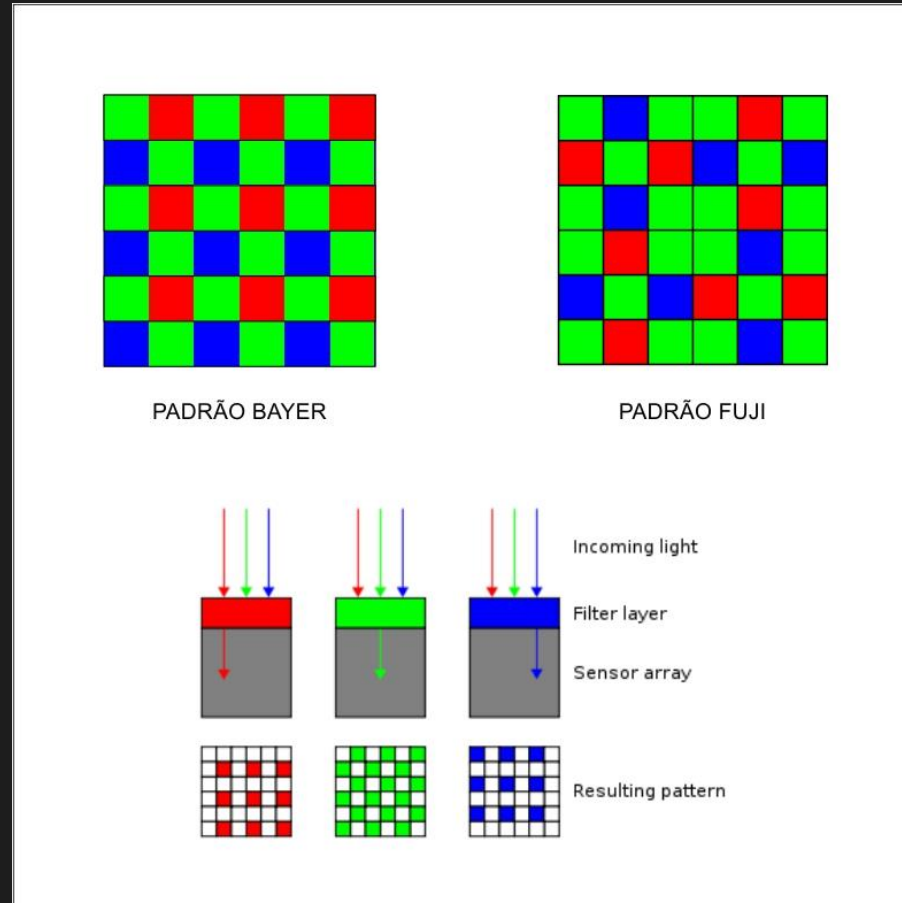 PADRÃO BAYER
PADRÃO FUJI
Incoming light
Filter layer
Sensor array
Resulting pattern